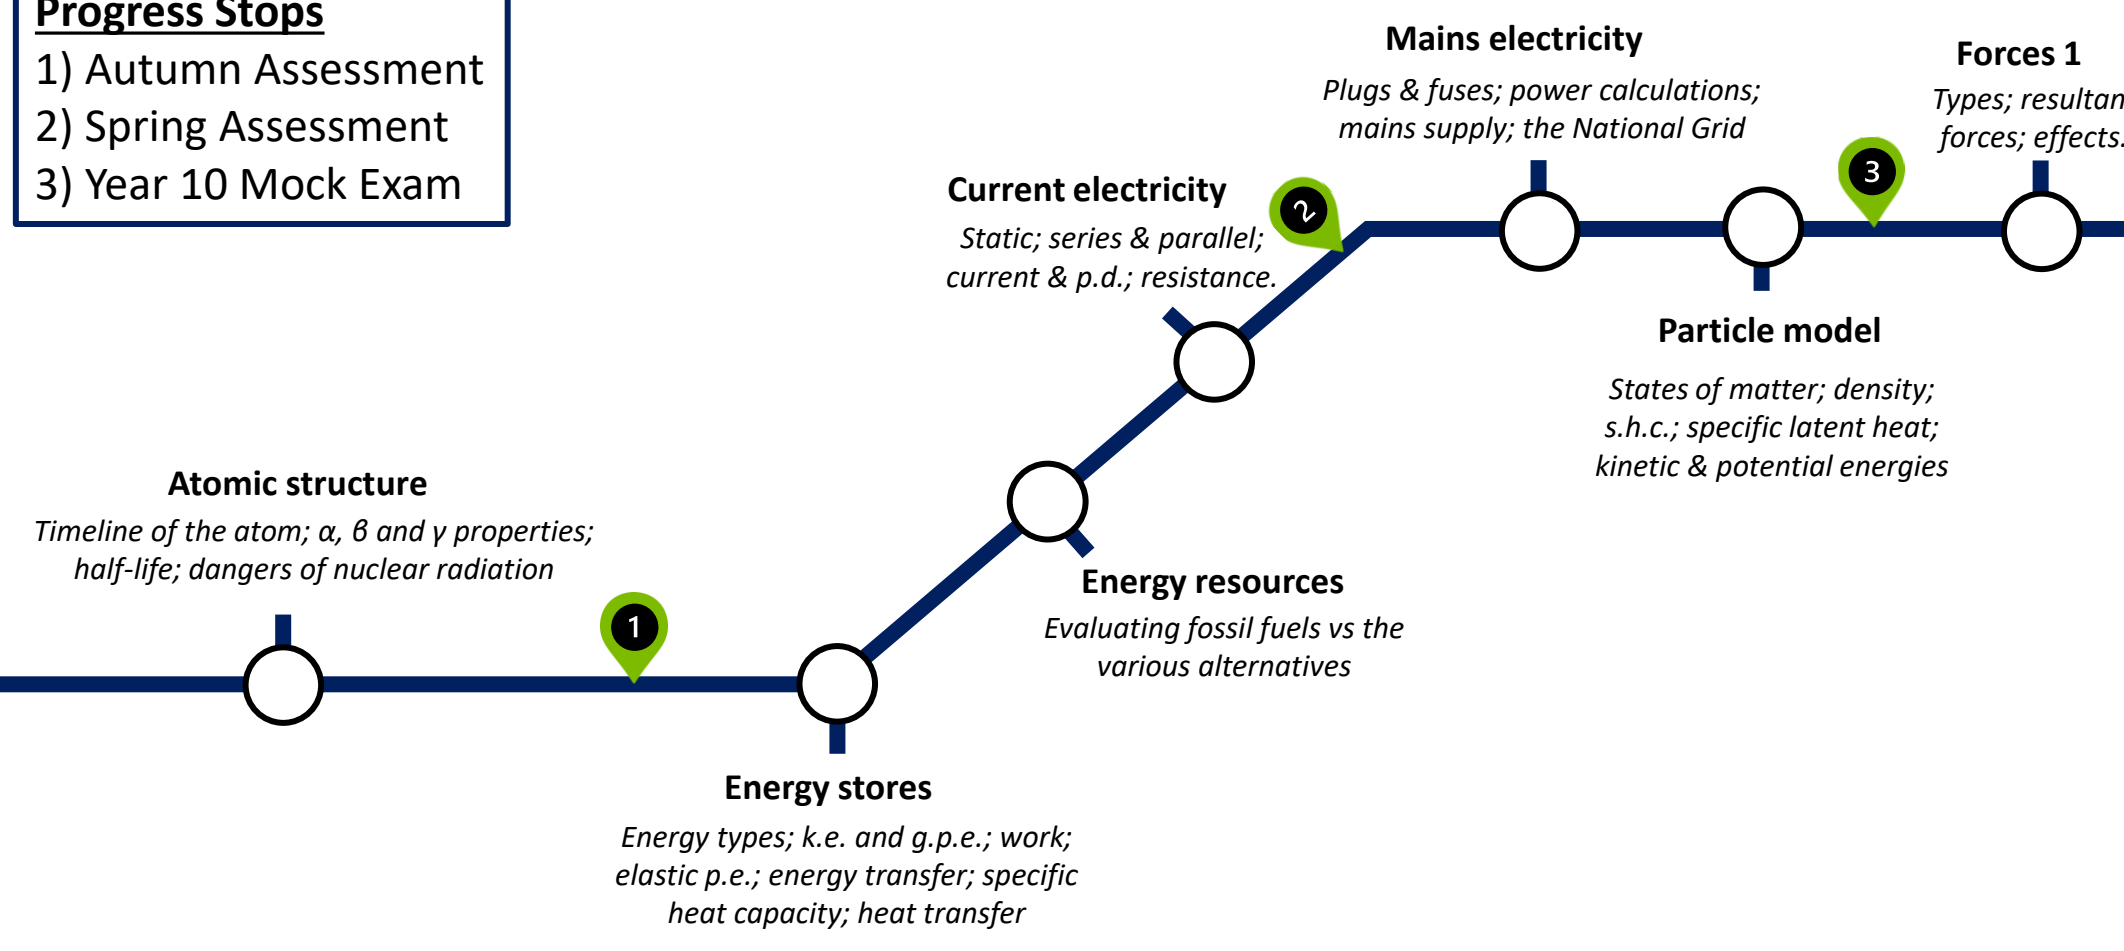 Progress Stops
1) Autumn Assessment
2) Spring Assessment
3) Year 10 Mock Exam
Mains electricity
Plugs & fuses; power calculations;
mains supply; the National Grid
Forces 1
Types; resultan
forces; effects.
3
Current electricity
Static; series & parallel;
current & p.d.; resistance.
2
Particle model
States of matter; density;
s.h.c.; specific latent heat;
kinetic & potential energies
Atomic structure
Timeline of the atom; α, β and γ properties;
half-life; dangers of nuclear radiation
1
Energy resources
Evaluating fossil fuels vs the
various alternatives
Energy stores
Energy types; k.e. and g.p.e.; work;
elastic p.e.; energy transfer; specific
heat capacity; heat transfer